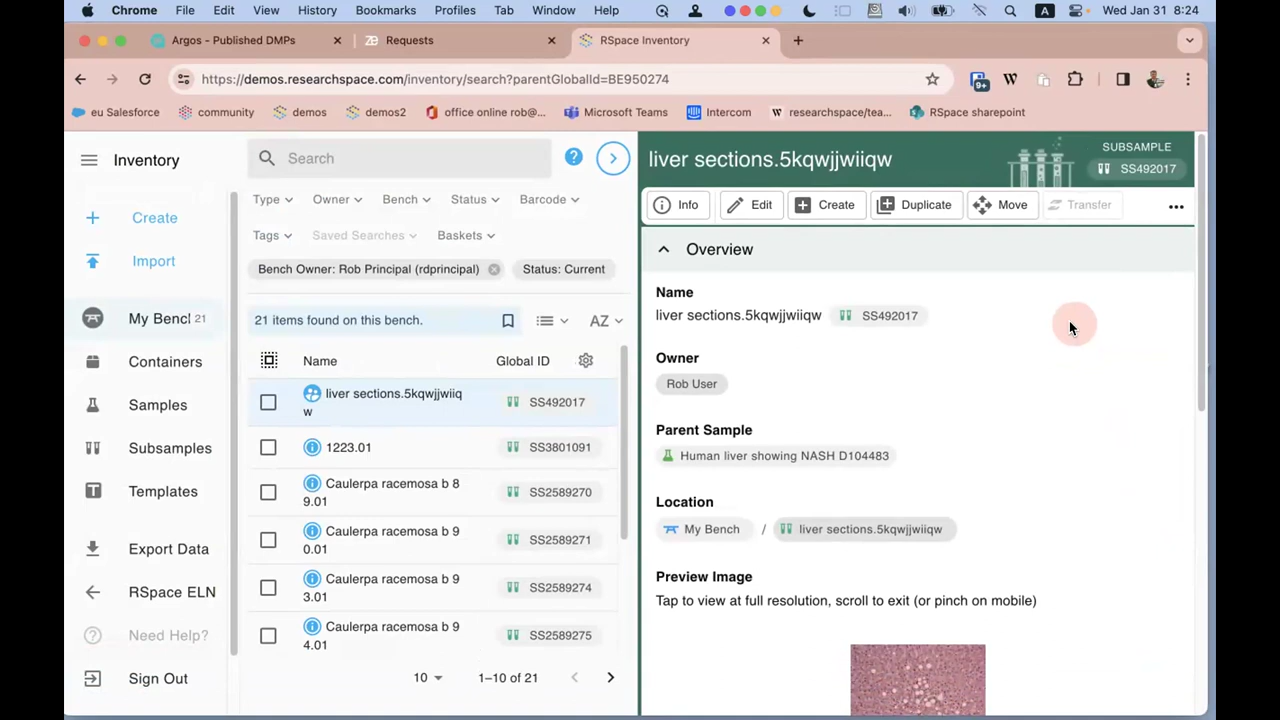 Chrome File Edit View History Bookmarks Profiles Tab Window Help A Wed Jan 31 8:24
Argos - Published DMPs Requests RSpace Inventory
https://demos.researchspace.com/inventory/search?parentGlobalId=BE950274 9+ W
eu Salesforce community demos demos2 office online rob@... Microsoft Teams Intercom researchspace/tea... RSpace sharepoint
Inventory
Create
Import
My Bencl 21
Containers
Samples
Subsamples
Templates
Export Data
RSpace ELN
Need Help?
Sign Out
Search
Type Owner Bench Status Barcode
Tags Saved Searches Baskets
Bench Owner: Rob Principal (rdprincipal) Status: Current
21 items found on this bench. AZ
Name Global ID
liver sections.5kqwjjwiiq
w SS492017
1223.01 SS3801091
Caulerpa racemosa b 8
9.01 SS2589270
Caulerpa racemosa b 9
0.01 SS2589271
Caulerpa racemosa b 9
3.01 SS2589274
Caulerpa racemosa b 9
4.01 SS2589275
10 1–10 of 21
liver sections.5kqwjjwiiqw
SUBSAMPLE
SS492017
Info Edit Create Duplicate Move Transfer
Overview
Name
liver sections.5kqwjjwiiqw SS492017
Owner
Rob User
Parent Sample
Human liver showing NASH D104483
Location
My Bench / liver sections.5kqwjjwiiqw
Preview Image
Tap to view at full resolution, scroll to exit (or pinch on mobile)